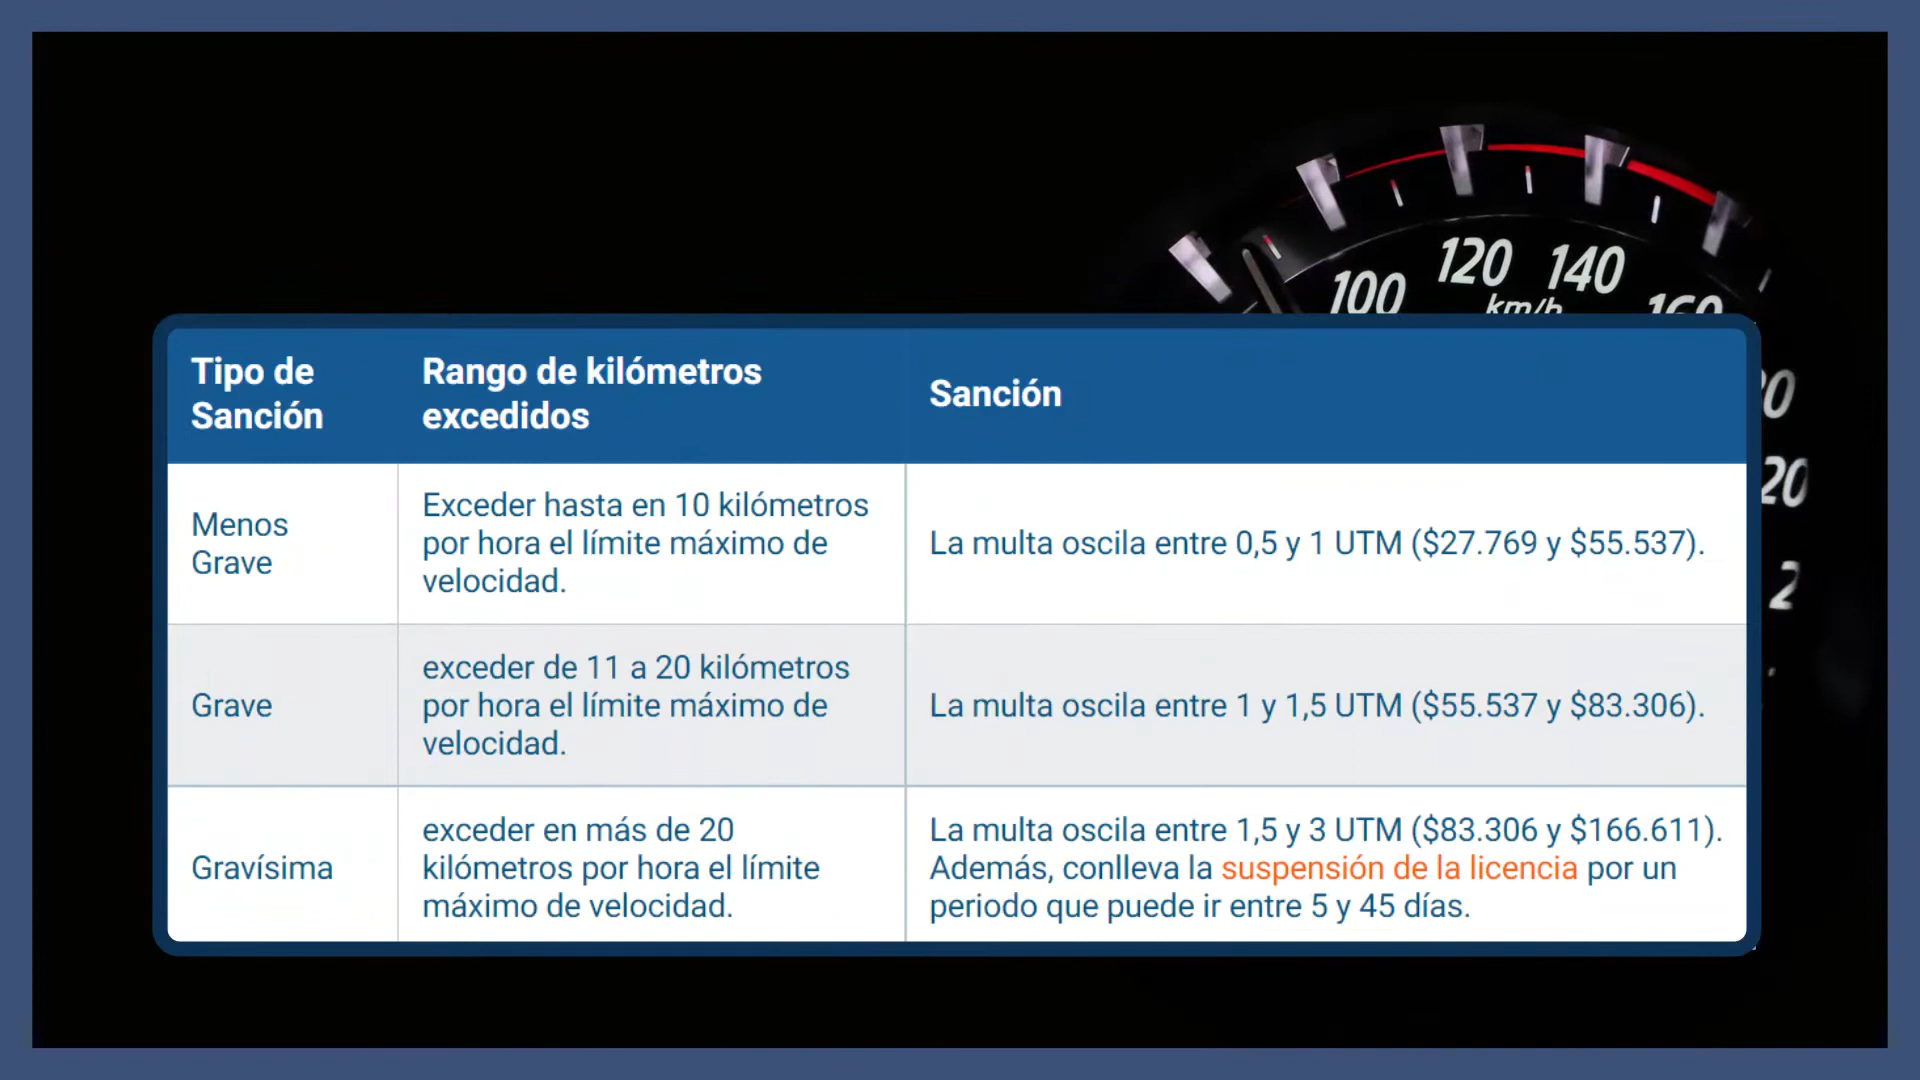 100
120
140
km/h
160
20
2
Tipo de
Sanción
Rango de kilómetros
excedidos
Sanción
Menos
Grave
Exceder hasta en 10 kilómetros
por hora el límite máximo de
velocidad.
La multa oscila entre 0,5 y 1 UTM ($27.769 y $55.537).
Grave
exceder de 11 a 20 kilómetros
por hora el límite máximo de
velocidad.
La multa oscila entre 1 y 1,5 UTM ($55.537 y $83.306).
Gravísima
exceder en más de 20
kilómetros por hora el límite
máximo de velocidad.
La multa oscila entre 1,5 y 3 UTM ($83.306 y $166.611).
Además, conlleva la suspensión de la licencia por un
periodo que puede ir entre 5 y 45 días.